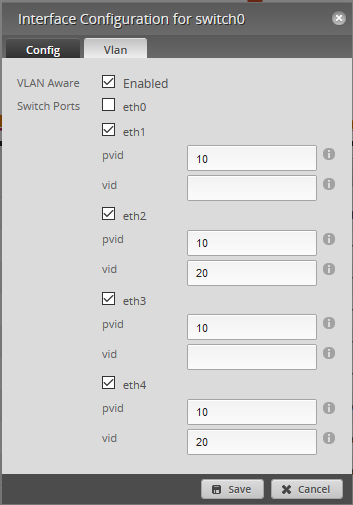 Interface Configuration for switch0
Config Vlan
VLAN Aware Enabled
Switch Ports eth0
eth1
pvid 10
vid
eth2
pvid 10
vid 20
eth3
pvid 10
vid
eth4
pvid 10
vid 20
Save Cancel